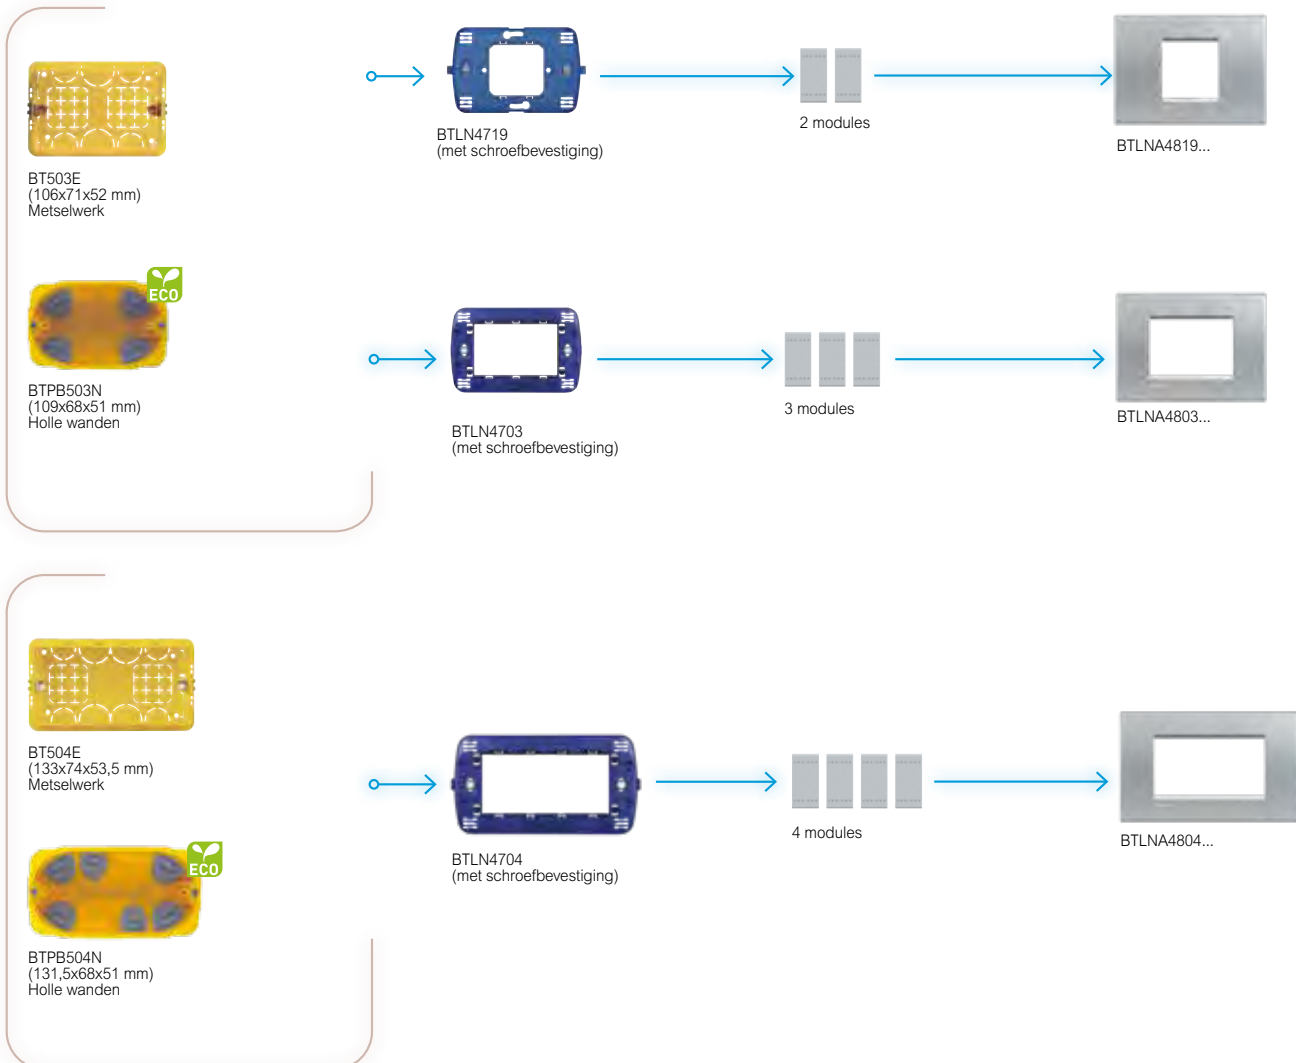 BT503E
(106x71x52 mm)
Metselwerk
BTLN4719
(met schroefbevestiging)
2 modules
BTLNA4819...
ECO
BTPB503N
(109x68x51 mm)
Holle wanden
BTLN4703
(met schroefbevestiging)
3 modules
BTLNA4803...
BT504E
(133x74x53,5 mm)
Metselwerk
BTLN4704
(met schroefbevestiging)
4 modules
BTLNA4804...
ECO
BTPB504N
(131,5x68x51 mm)
Holle wanden